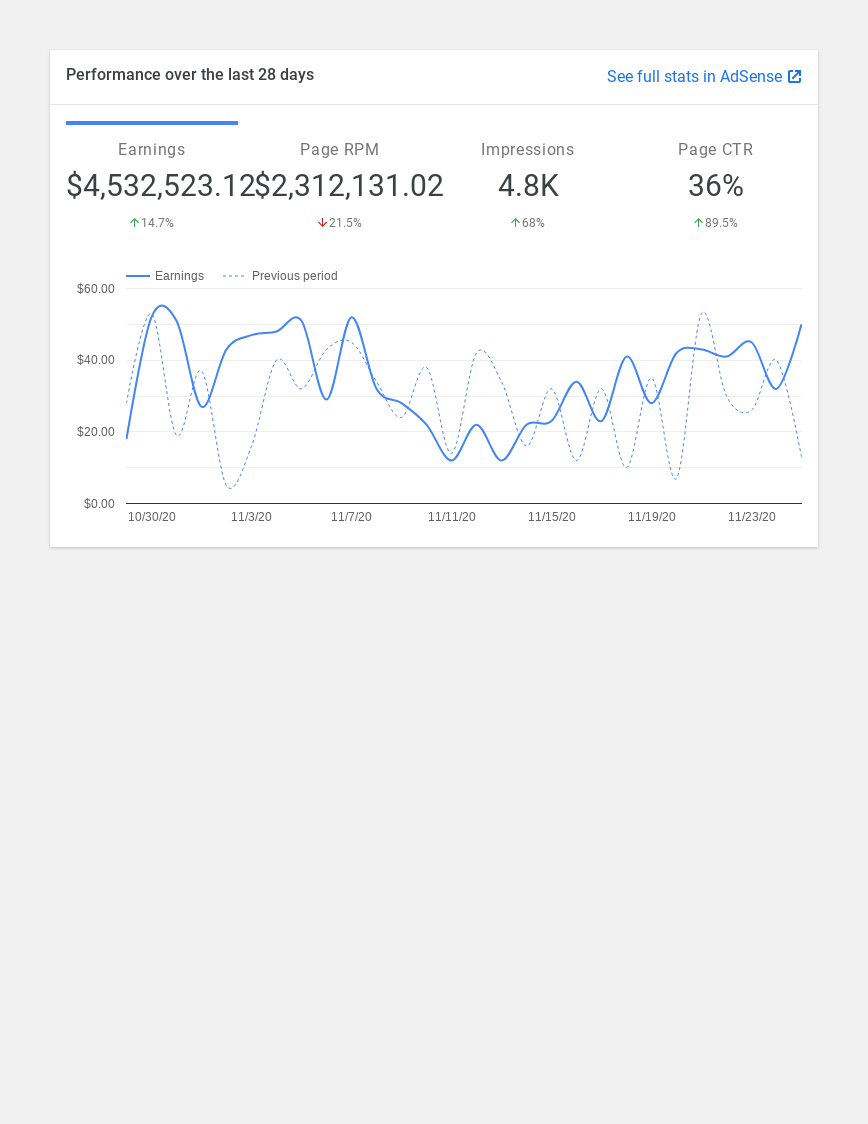 Performance over the last 28 days
See full stats in AdSense
Earnings
Page RPM
Impressions
Page CTR
$4,532,523.12
$2,312,131.02
4.8K
36%
14.7%
21.5%
68%
89.5%
Earnings
Previous period
$60.00
$40.00
$20.00
$0.00
10/30/20
11/3/20
11/7/20
11/11/20
11/15/20
11/19/20
11/23/20